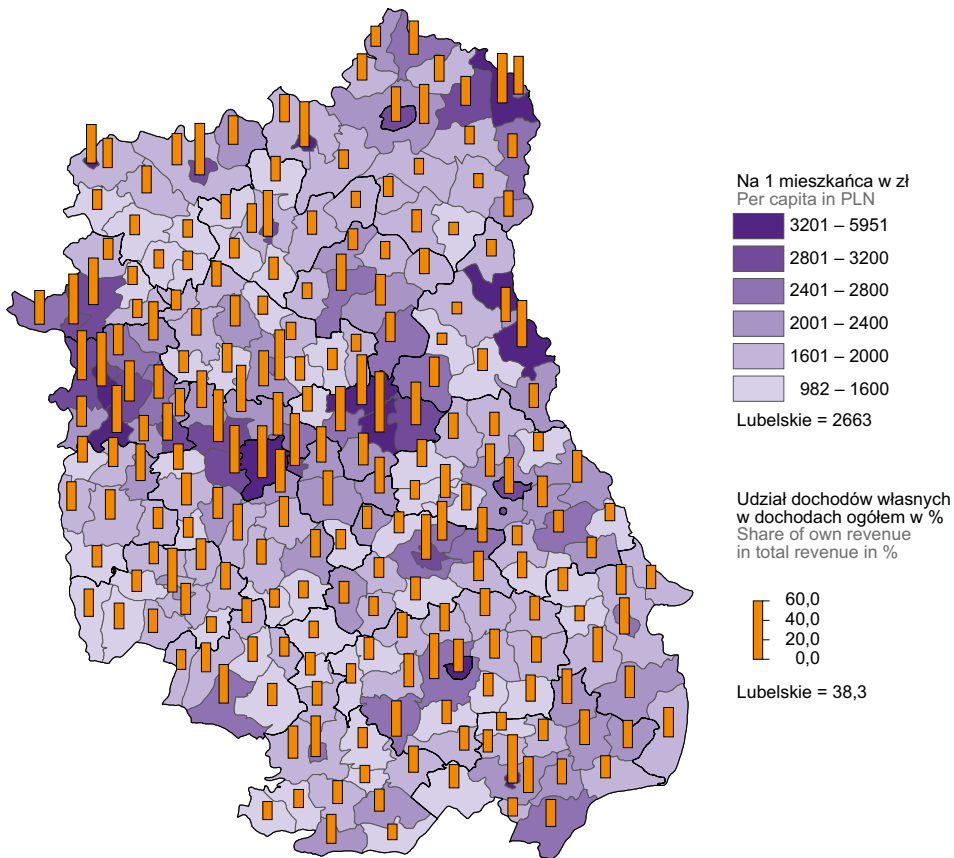 Na 1 mieszkańca w zł
Per capita in PLN
3201 – 5951
2801 – 3200
2401 – 2800
2001 – 2400
1601 – 2000
982 – 1600
Lubelskie = 2663
Udział dochodów własnych
w dochodach ogółem w %
Share of own revenue
in total revenue in %
60,0
40,0
20,0
0,0
Lubelskie = 38,3